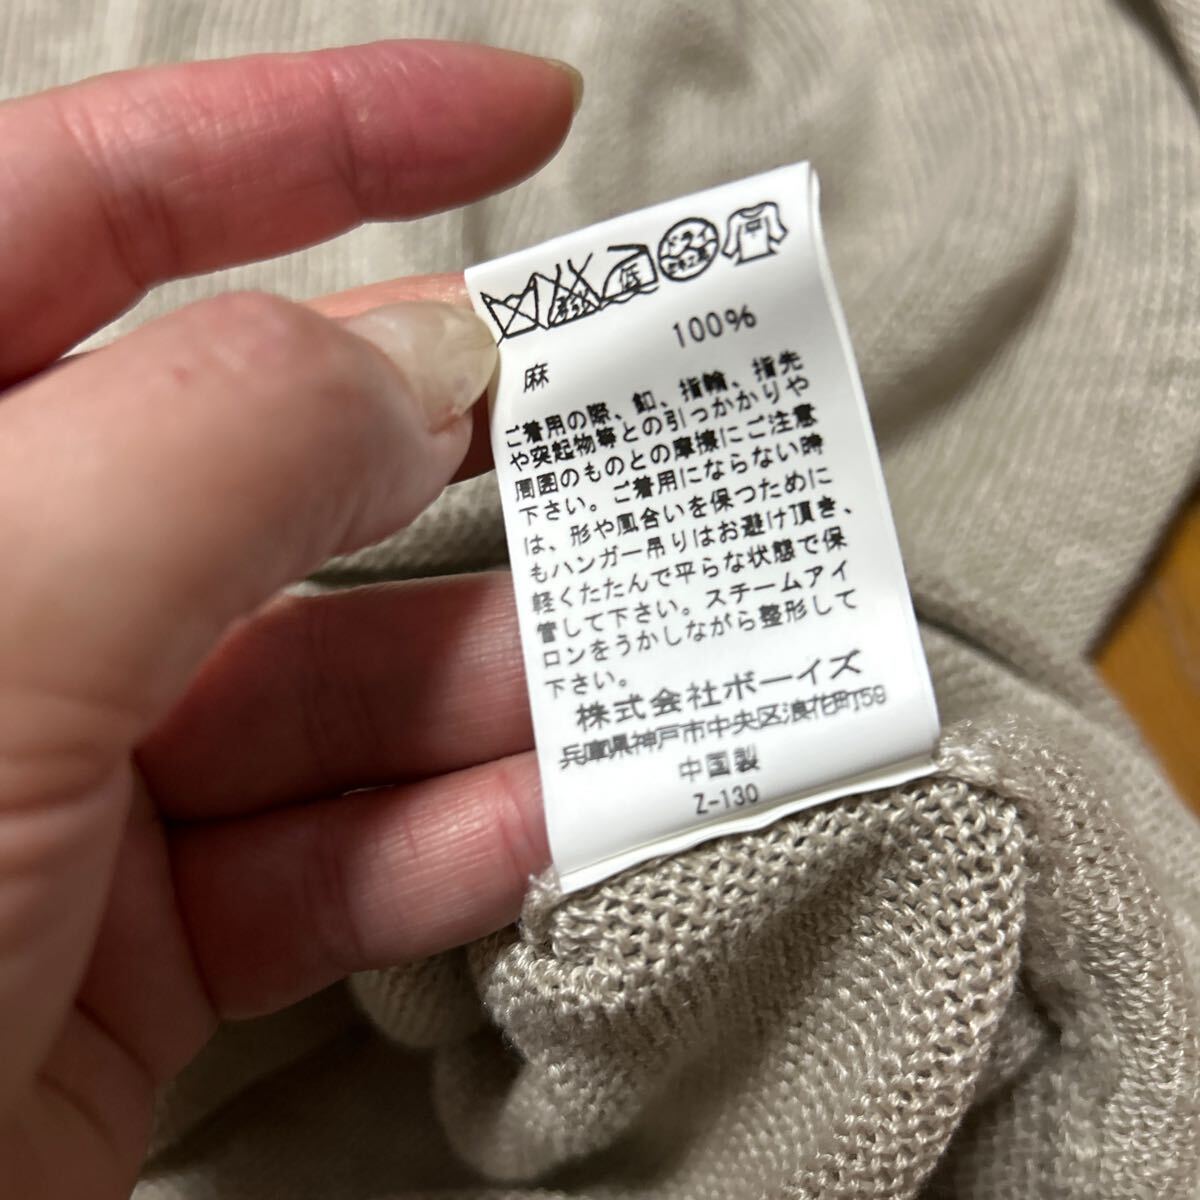 低
ドライ
セキユ系
麻 100%
ご着用の際、釦、指輪、指先
や突起物等との引っかかりや
周囲のものとの摩擦にご注意
下さい。ご着用にならない時
は、形や風合いを保つために
もハンガー吊りはお避け頂き、
軽くたたんで平らな状態で保
管して下さい。スチームアイ
ロンをうかしながら整形して
下さい。
株式会社ボーイズ
兵庫県神戸市中央区浪花町59
中国製
Z-130